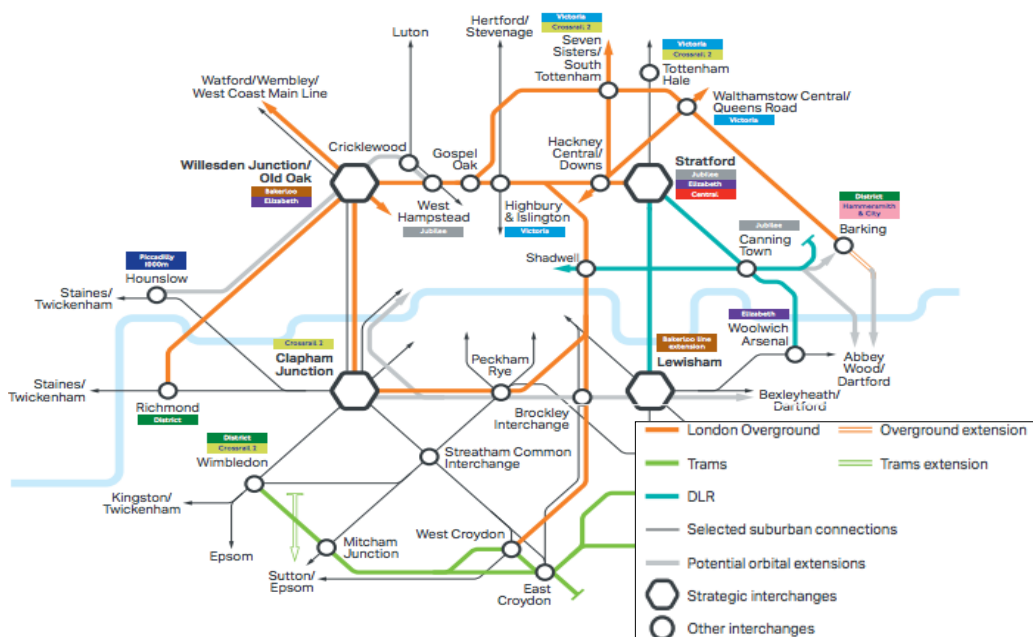 Hertford/
Stevenage
Victoria
Crossrail 2
Seven
Sisters/
South
Tottenham
Victoria
Crossrail 2
Tottenham
Hale
Luton
Watford/Wembley/
West Coast Main Line
Walthamstow Central/
Queens Road
Victoria
Cricklewood
Gospel
Oak
Hackney
Central/
Downs
Willesden Junction/
Old Oak
Bakerloo
Elizabeth
Stratford
Jubilee
Elizabeth
Central
West
Hampstead
Jubilee
Highbury
& Islington
Victoria
District
Hammersmith
& City
Barking
Jubilee
Canning
Town
Shadwell
Piccadilly
1000m
Hounslow
Staines/
Twickenham
Elizabeth
Woolwich
Arsenal
Crossrail 2
Clapham
Junction
Peckham
Rye
Bakerloo line
extension
Lewisham
Abbey
Wood/
Dartford
Staines/
Twickenham
Richmond
District
Brockley
Interchange
Bexleyheath/
Dartford
District
Crossrail 2
Wimbledon
Streatham Common
Interchange
Kingston/
Twickenham
Epsom
Mitcham
Junction
West Croydon
Sutton/
Epsom
East
Croydon
London Overground
Overground extension
Trams
Trams extension
DLR
Selected suburban connections
Potential orbital extensions
Strategic interchanges
Other interchanges